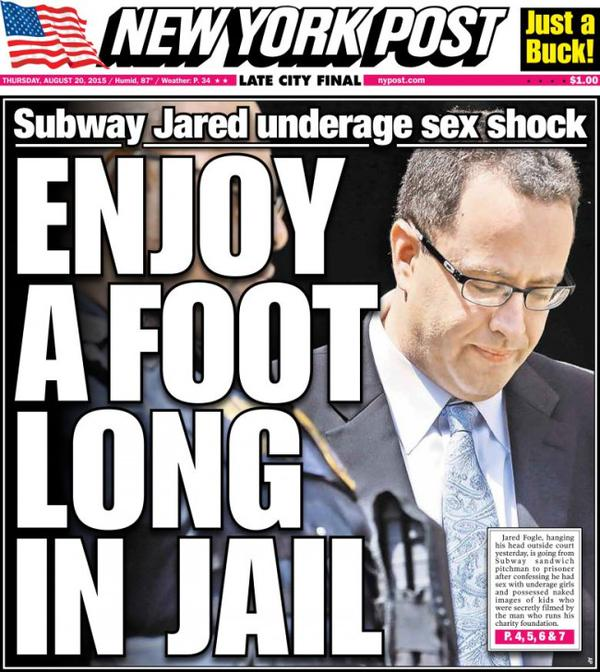 NEW YORK POST
Just a
Buck!
THURSDAY, AUGUST 20, 2015 / Humid, 87° / Weather: P. 34 ★★
LATE CITY FINAL
nypost.com
$1.00
Subway Jared underage sex shock
ENJOY
A FOOT
LONG
IN JAIL
Jared Fogle, hanging
his head outside court
yesterday, is going from
Subway sandwich
pitchman to prisoner
after confessing he had
sex with underage girls
and possessed naked
images of kids who
were secretly filmed by
the man who runs his
charity foundation.
P. 4, 5, 6 & 7